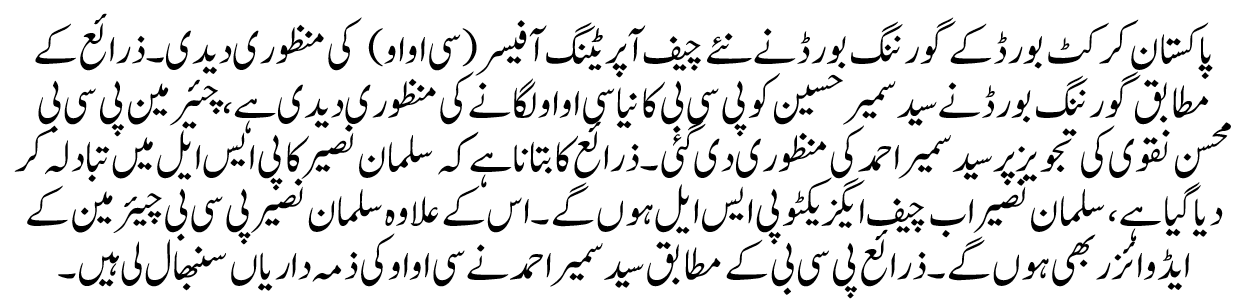 پاکستان کرکٹ بورڈ کے گورننگ بورڈ نے نئے چیف آپریٹنگ آفیسر (سی او او) کی منظوری دیدی۔ ذرائع کے
مطابق گورننگ بورڈ نے سید سمیر حسین کو پی سی بی کا نیا سی او او لگانے کی منظوری دیدی ہے، چئیرمین پی سی بی
محسن نقوی کی تجویز پر سید سمیر احمد کی منظوری دی گئی۔ ذرائع کا بتانا ہے کہ سلمان نصیر کا پی ایس ایل میں تبادلہ کر
دیا گیا ہے، سلمان نصیر اب چیف ایگزیکٹو پی ایس ایل ہوں گے۔ اس کے علاوہ سلمان نصیر پی سی بی چیئرمین کے
ایڈوائزر بھی ہوں گے۔ ذرائع پی سی بی کے مطابق سید سمیر احمد نے سی او او کی ذمہ داریاں سنبھال لی ہیں۔